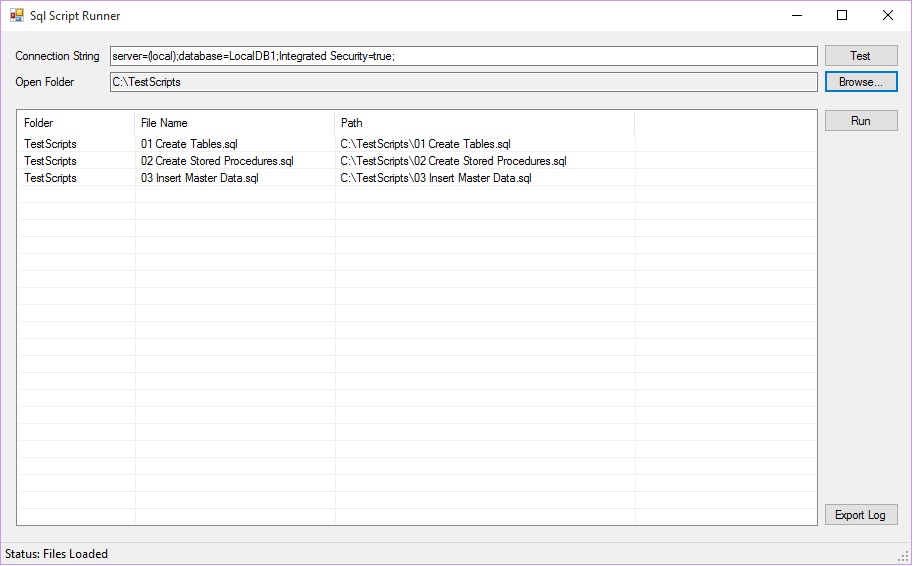 Sql Script Runner
Connection String server=(local);database=LocalDB1;Integrated Security=true; Test
Open Folder C:\TestScripts Browse...
Folder File Name Path Run
TestScripts 01 Create Tables.sql C:\TestScripts\01 Create Tables.sql
TestScripts 02 Create Stored Procedures.sql C:\TestScripts\02 Create Stored Procedures.sql
TestScripts 03 Insert Master Data.sql C:\TestScripts\03 Insert Master Data.sql
Export Log
Status: Files Loaded